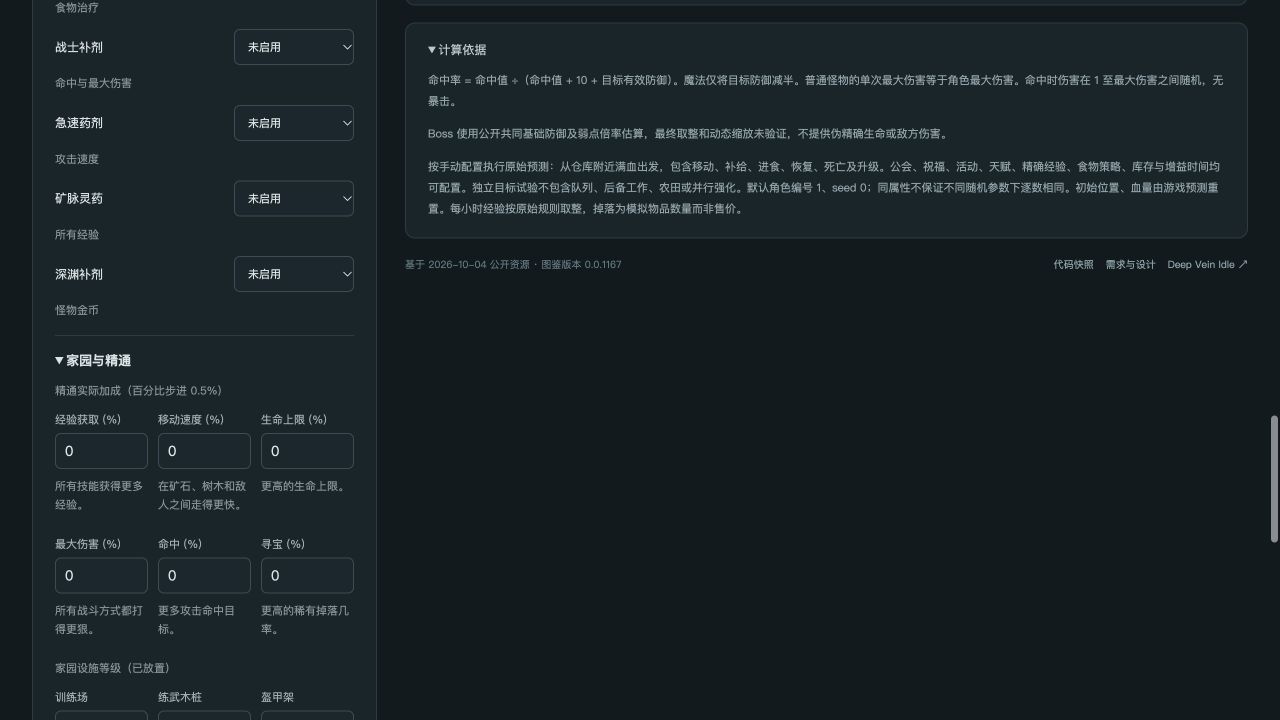 食物治疗
战士补剂
未启用
命中与最大伤害
急速药剂
未启用
攻击速度
矿脉灵药
未启用
所有经验
深渊补剂
未启用
怪物金币
▼家园与精通
精通实际加成（百分比步进 0.5%）
经验获取 (%) 移动速度 (%) 生命上限 (%)
0 0 0
所有技能获得更多 在矿石、树木和敌 更高的生命上限。
经验。 人之间走得更快。
最大伤害 (%) 命中 (%) 寻宝 (%)
0 0 0
所有战斗方式都打 更多攻击命中目 更高的稀有掉落几
得更狠。 标。 率。
家园设施等级（已放置）
训练场 练武木桩 盔甲架
▼计算依据
命中率 = 命中值 ÷（命中值 + 10 + 目标有效防御）。魔法仅将目标防御减半。普通怪物的单次最大伤害等于角色最大伤害。命中时伤害在 1 至最大伤害之间随机，无
暴击。
Boss 使用公开共同基础防御及弱点倍率估算，最终取整和动态缩放未验证，不提供伪精确生命或敌方伤害。
按手动配置执行原始预测：从仓库附近满血出发，包含移动、补给、进食、恢复、死亡及升级。公会、祝福、活动、天赋、精确经验、食物策略、库存与增益时间均
可配置。独立目标试验不包含队列、后备工作、农田或并行强化。默认角色编号 1、seed 0；同属性不保证不同随机参数下逐数相同。初始位置、血量由游戏预测重
置。每小时经验按原始规则取整，掉落为模拟物品数量而非售价。
基于 2026-10-04 公开资源 · 图鉴版本 0.0.1167
代码快照 需求与设计 Deep Vein Idle ↗